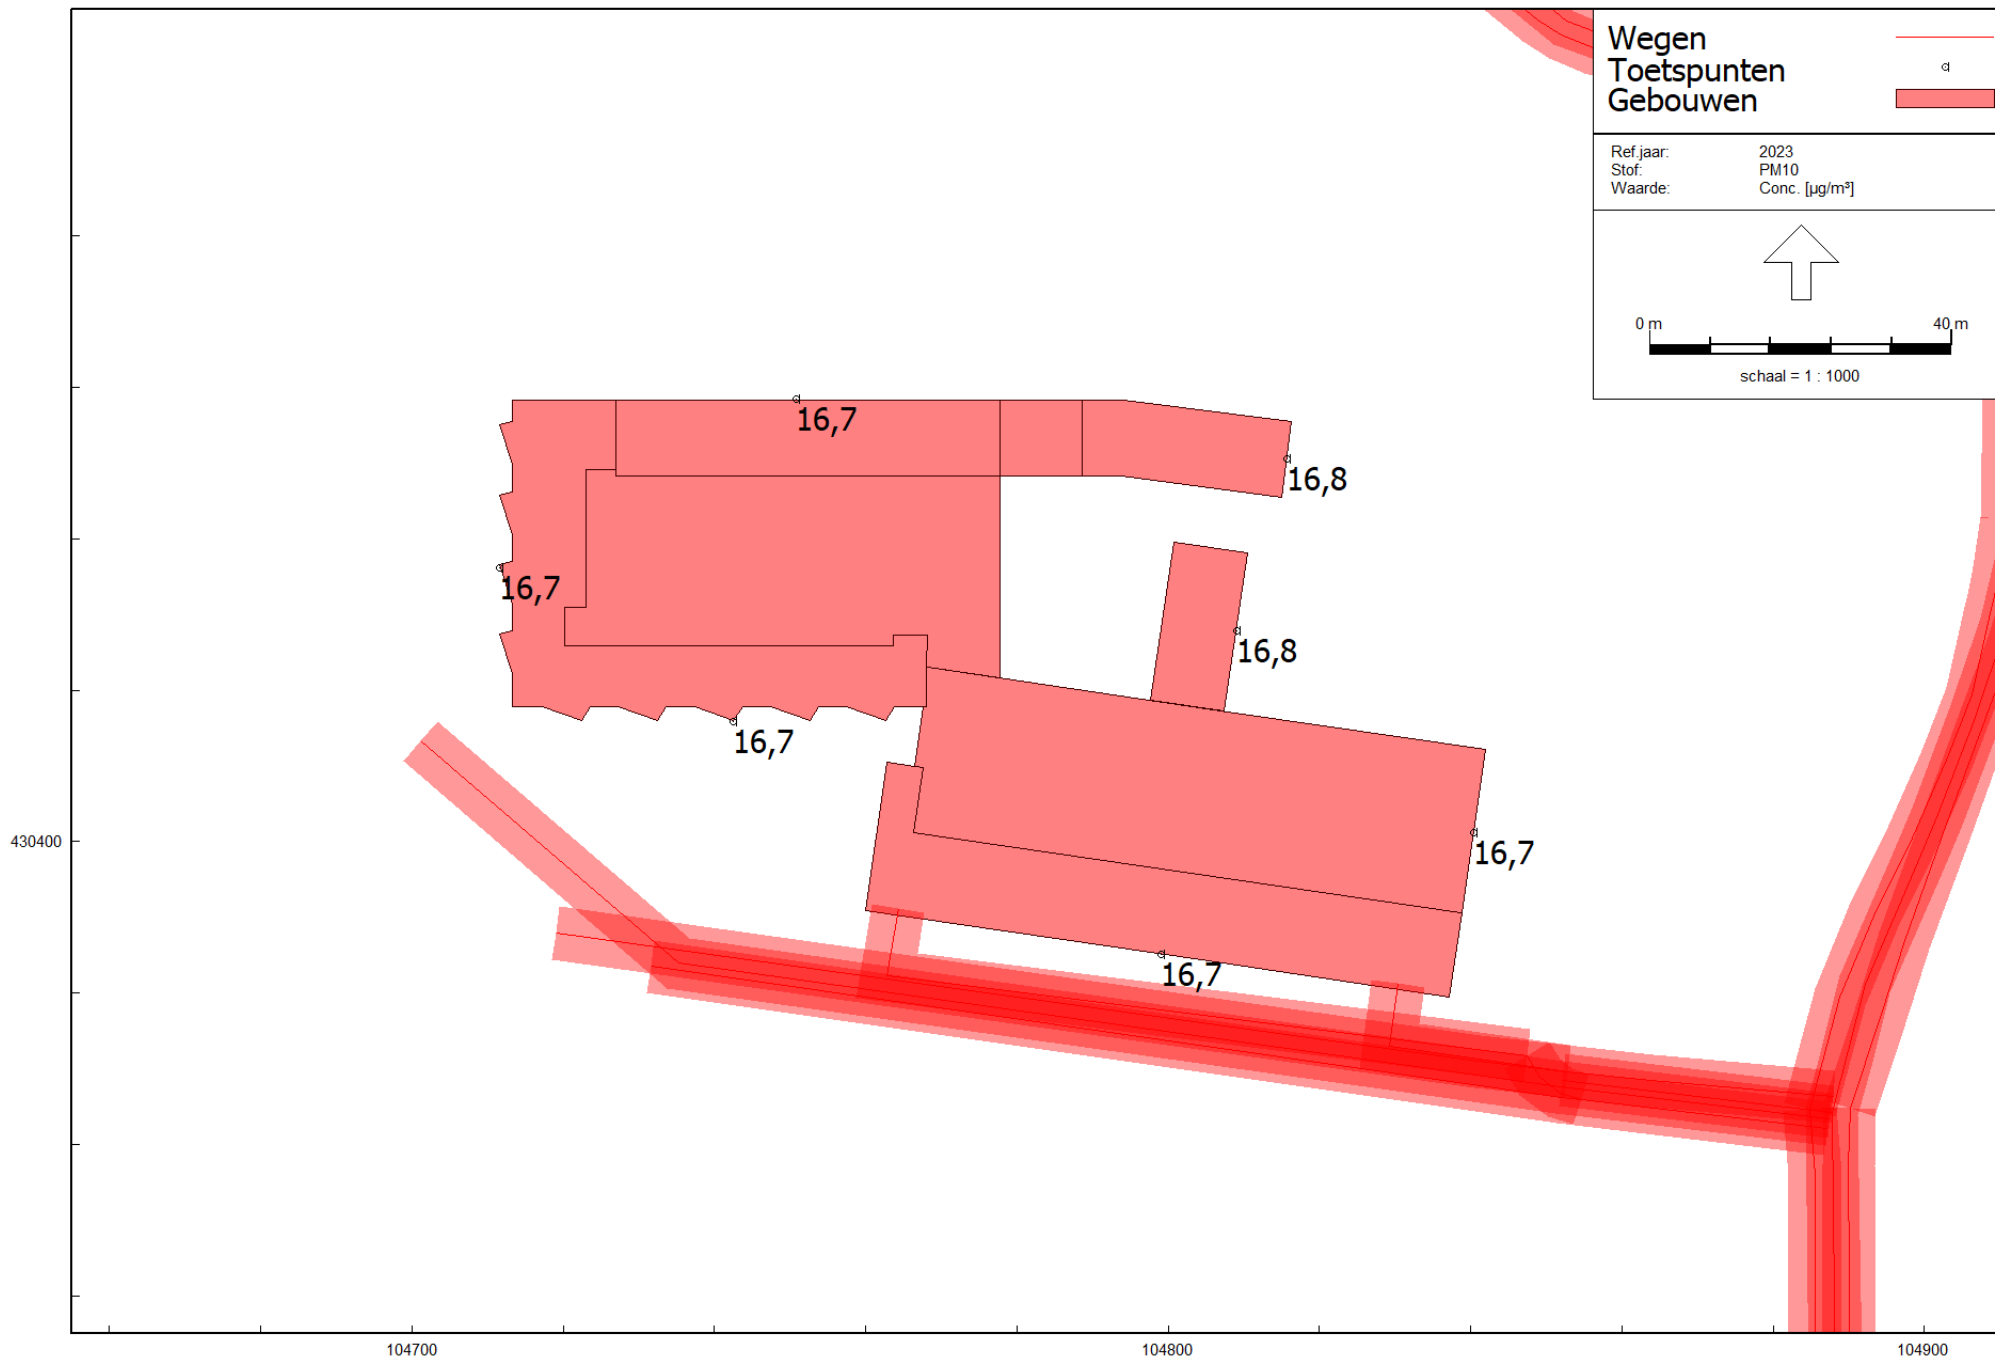 Wegen
Toetspunten
Gebouwen
Ref.jaar: 2023
Stof: PM10
Waarde: Conc. [µg/m³]
0 m 40 m
schaal = 1 : 1000
16,7
16,8
16,7
16,8
16,7
16,7
16,7
430400
104700 104800 104900